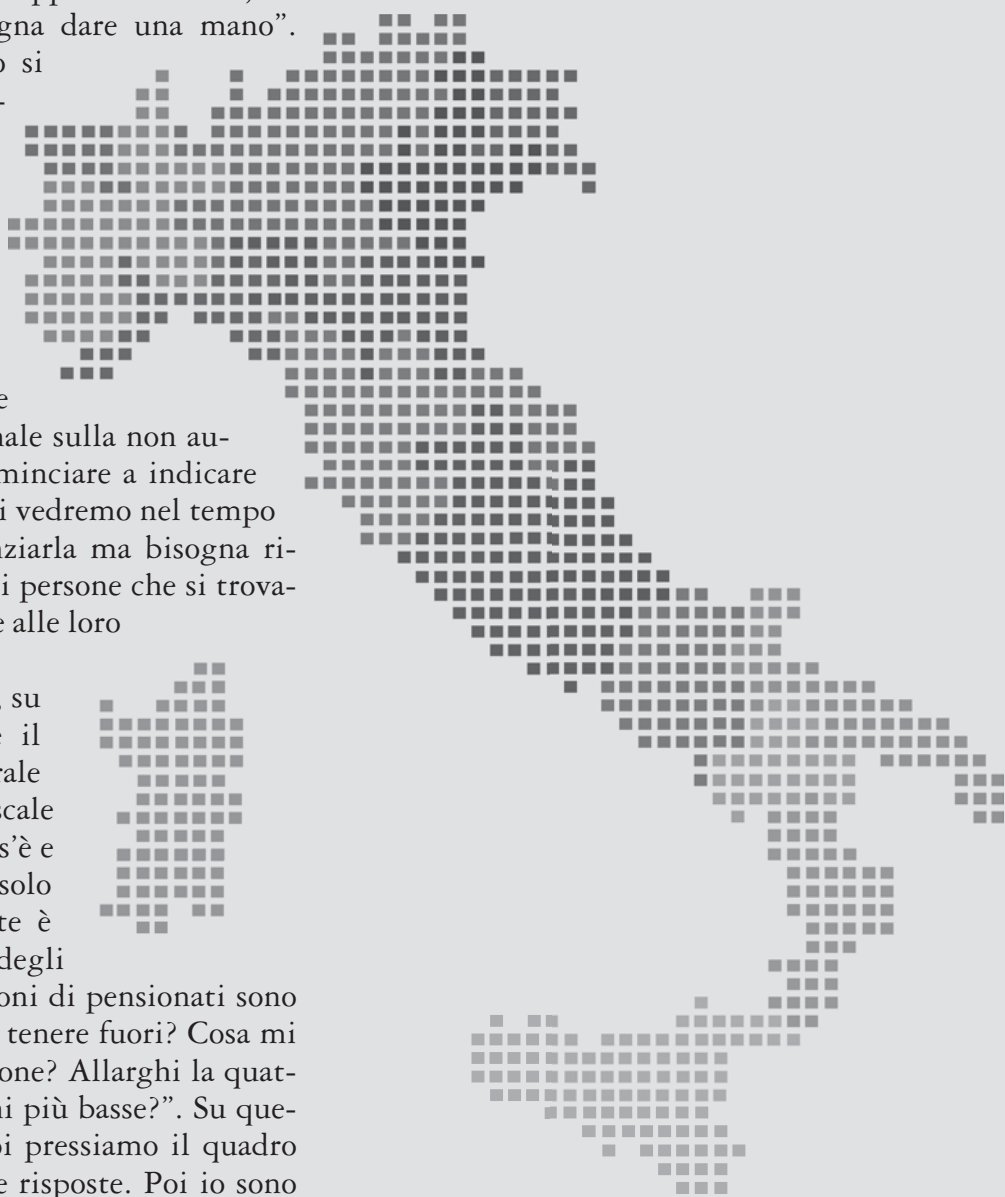 gna dare una mano”.
o si
-
e
nale sulla non au-
minciare a indicare
i vedremo nel tempo
nziarla ma bisogna ri-
i persone che si trova-
e alle loro
, su
e il
rale
scale
s’è e
solo
te è
degli
oni di pensionati sono
tenere fuori? Cosa mi
one? Allarghi la quat-
ni più basse?”. Su que-
oi pressiamo il quadro
e risposte. Poi io sono